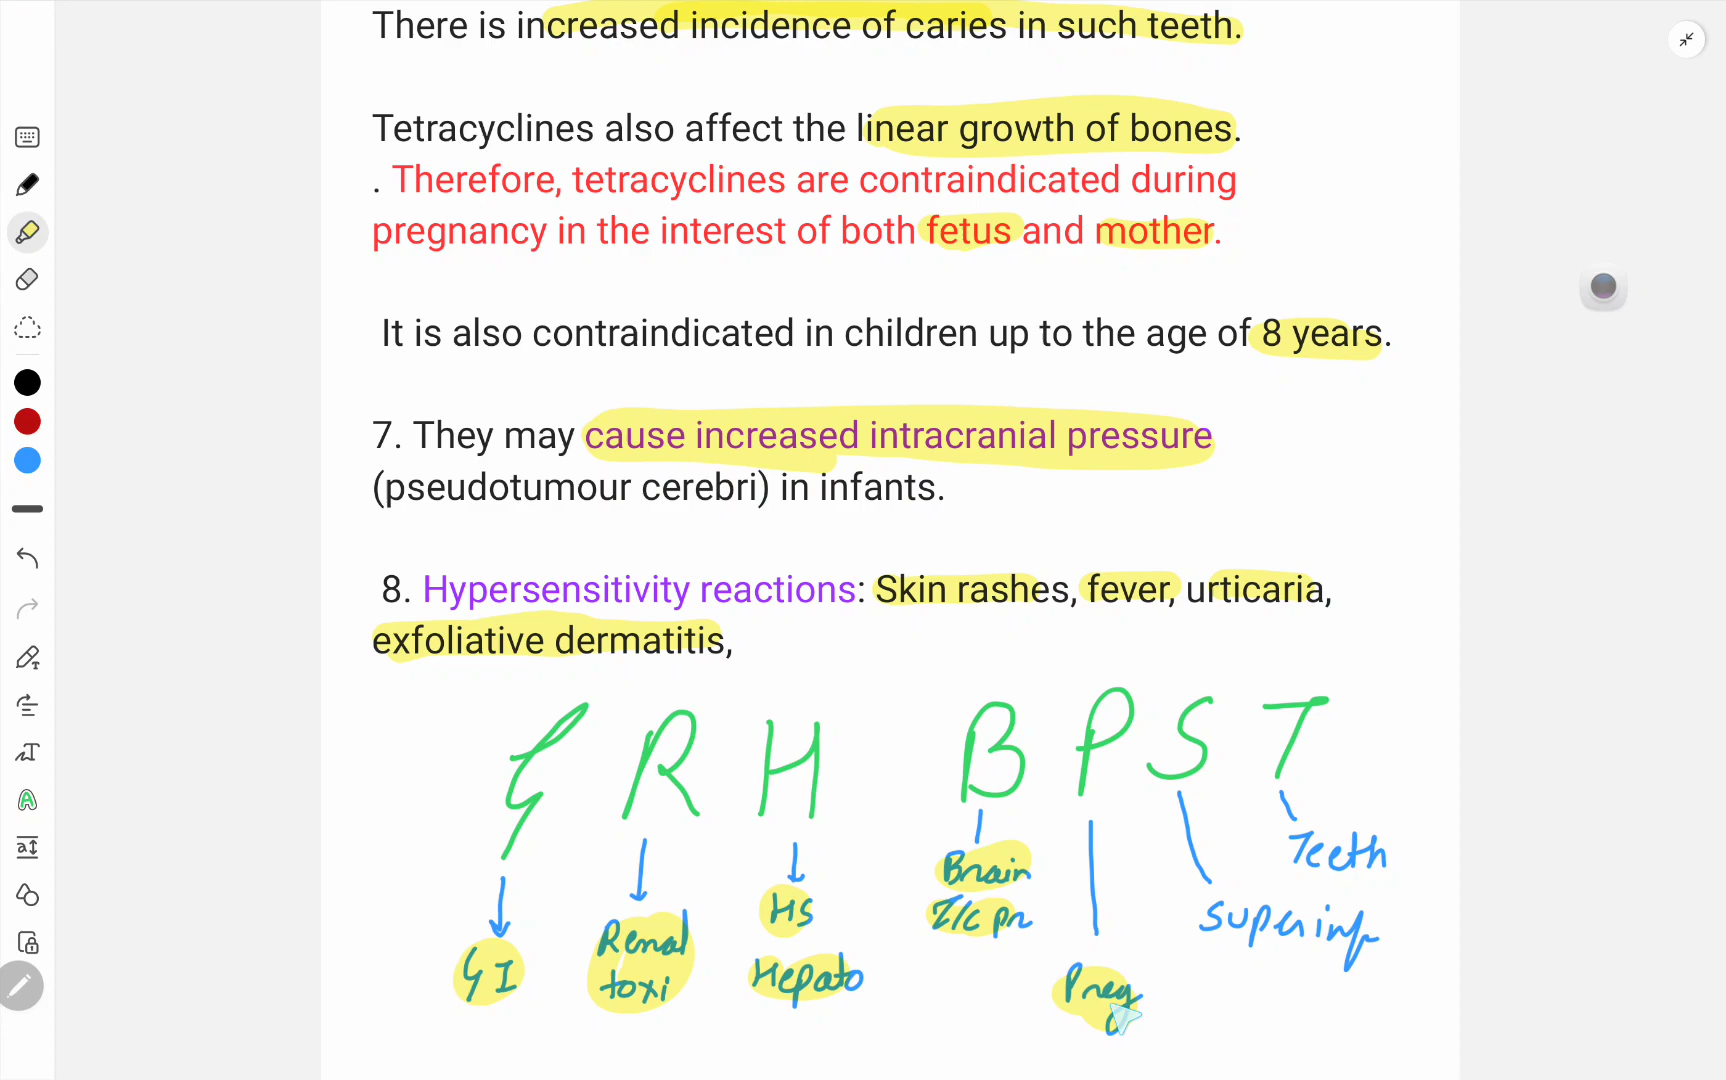 There is increased incidence of caries in such teeth.
Tetracyclines also affect the linear growth of bones.
. Therefore, tetracyclines are contraindicated during
pregnancy in the interest of both fetus and mother.
It is also contraindicated in children up to the age of 8 years.
7. They may cause increased intracranial pressure
(pseudotumour cerebri) in infants.
8. Hypersensitivity reactions: Skin rashes, fever, urticaria,
exfoliative dermatitis,
G R H B P S T
GI
Renal
toxi
HS
Hepato
Brain
I/C pr
Preg
Superinf
Teeth